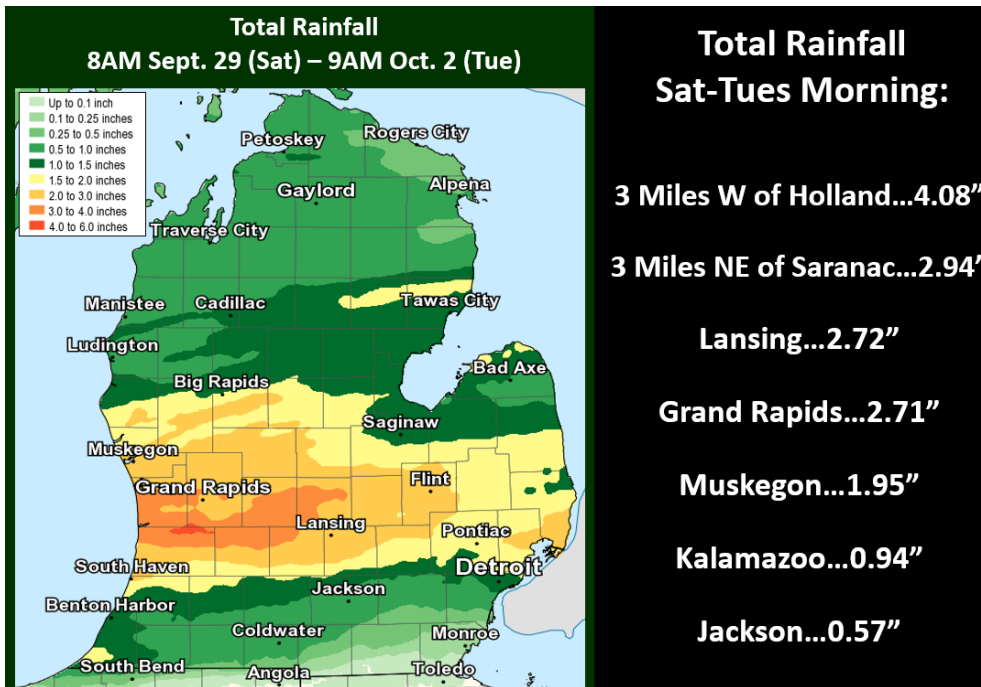 Total Rainfall
8AM Sept. 29 (Sat) – 9AM Oct. 2 (Tue)
Up to 0.1 inch
0.1 to 0.25 inches
0.25 to 0.5 inches
0.5 to 1.0 inches
1.0 to 1.5 inches
1.5 to 2.0 inches
2.0 to 3.0 inches
3.0 to 4.0 inches
4.0 to 6.0 inches
Petoskey
Rogers City
Gaylord
Alpena
Traverse City
Manistee
Cadillac
Tawas City
Ludington
Big Rapids
Bad Axe
Saginaw
Muskegon
Grand Rapids
Flint
Lansing
Pontiac
South Haven
Detroit
Benton Harbor
Jackson
Coldwater
Monroe
South Bend
Angola
Toledo
Total Rainfall
Sat-Tues Morning:
3 Miles W of Holland...4.08”
3 Miles NE of Saranac...2.94”
Lansing...2.72”
Grand Rapids...2.71”
Muskegon...1.95”
Kalamazoo...0.94”
Jackson...0.57”